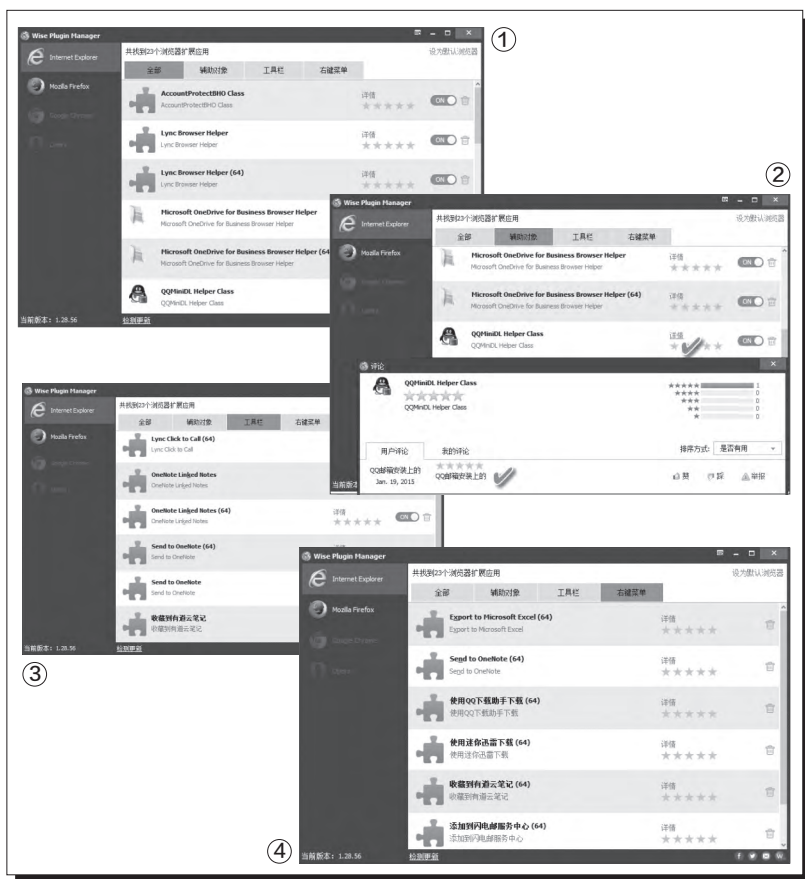 ①
Wise Plugin Manager
Internet Explorer
Mozilla Firefox
Google Chrome
共找到23个浏览器扩展应用
设为默认浏览器
全部 辅助对象 工具栏 右键菜单
AccountProtectBHO Class
AccountProtectBHO Class
详情
ON
Lync Browser Helper
Lync Browser Helper
详情
ON
Lync Browser Helper (64)
Lync Browser Helper
详情
ON
Microsoft OneDrive for Business Browser Helper
Microsoft OneDrive for Business Browser Helper
Microsoft OneDrive for Business Browser Helper (64
Microsoft OneDrive for Business Browser Helper
QQMiniDL Helper Class
QQMiniDL Helper Class
当前版本：1.28.56
检测更新
②
Wise Plugin Manager
Internet Explorer
Mozilla Firefox
Google Chrome
共找到23个浏览器扩展应用
设为默认浏览器
全部 辅助对象 工具栏 右键菜单
Microsoft OneDrive for Business Browser Helper
Microsoft OneDrive for Business Browser Helper
详情
ON
Microsoft OneDrive for Business Browser Helper (64)
Microsoft OneDrive for Business Browser Helper
详情
ON
QQMiniDL Helper Class
QQMiniDL Helper Class
详情
ON
当前版本
评论
QQMiniDL Helper Class
QQMiniDL Helper Class
1
0
0
0
0
用户评论 我的评论
排序方式: 是否有用
QQ邮箱安装上的
Jan. 19, 2015
QQ邮箱安装上的
赞 踩 举报
③
Wise Plugin Manager
Internet Explorer
Mozilla Firefox
共找到23个浏览器扩展应用
全部 辅助对象 工具栏 右键菜单
Lync Click to Call (64)
Lync Click to Call
OneNote Linked Notes
OneNote Linked Notes
OneNote Linked Notes (64)
OneNote Linked Notes
详情
ON
Send to OneNote (64)
Send to OneNote
Send to OneNote
Send to OneNote
收藏到有道云笔记
收藏到有道云笔记
当前版本：1.28.56
检测更新
④
Wise Plugin Manager
Internet Explorer
Mozilla Firefox
Google Chrome
共找到23个浏览器扩展应用
设为默认浏览器
全部 辅助对象 工具栏 右键菜单
Export to Microsoft Excel (64)
Export to Microsoft Excel
详情
Send to OneNote (64)
Send to OneNote
详情
使用QQ下载助手下载 (64)
使用QQ下载助手下载
详情
使用迷你迅雷下载 (64)
使用迷你迅雷下载
详情
收藏到有道云笔记 (64)
收藏到有道云笔记
详情
添加到闪电邮服务中心 (64)
添加到闪电邮服务中心
详情
当前版本：1.28.56
检测更新